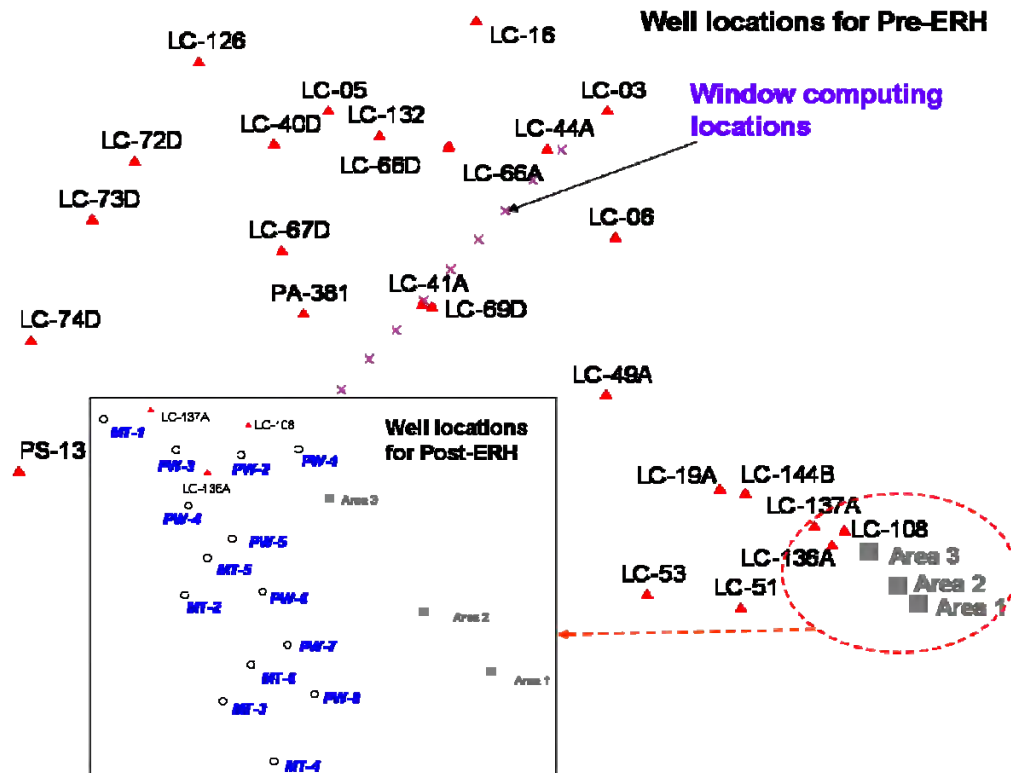 Well locations for Pre-ERH
LC-16
LC-126
LC-05
LC-03
Window computing
locations
LC-132
LC-40D
LC-44A
LC-72D
LC-66D
LC-66A
LC-73D
LC-06
LC-67D
LC-41A
PA-381
LC-69D
LC-74D
LC-49A
PS-13
LC-19A
LC-144B
LC-137A
LC-108
LC-136A
Area 3
LC-53
LC-51
Area 2
Area 1
Well locations
for Post-ERH
LC-137A
MT-1
LC-108
PW-3
PW-2
PW-1
LC-136A
Area 3
PW-4
PW-5
MT-5
MT-2
PW-6
Area 2
PW-7
MT-6
Area 1
PW-8
MT-3
MT-4